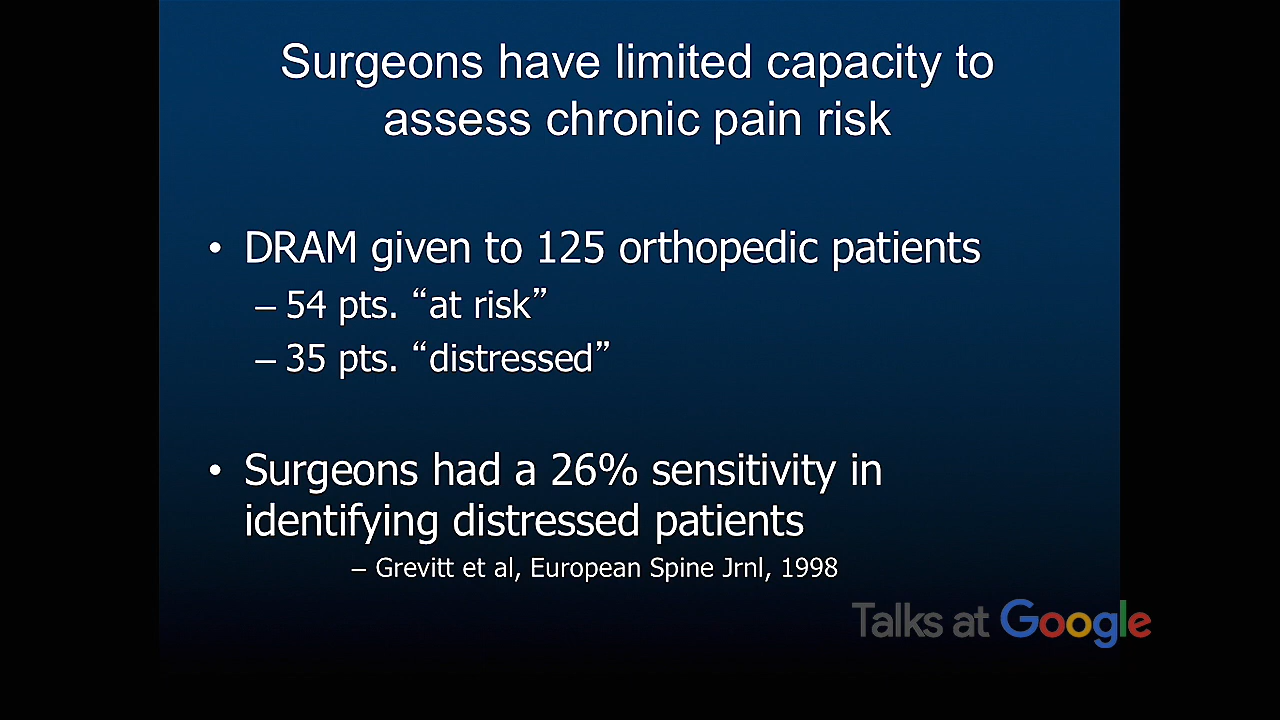 Surgeons have limited capacity to
assess chronic pain risk
• DRAM given to 125 orthopedic patients
– 54 pts. “at risk”
– 35 pts. “distressed”
• Surgeons had a 26% sensitivity in
identifying distressed patients
– Grevitt et al, European Spine Jrnl, 1998
Talks at Google